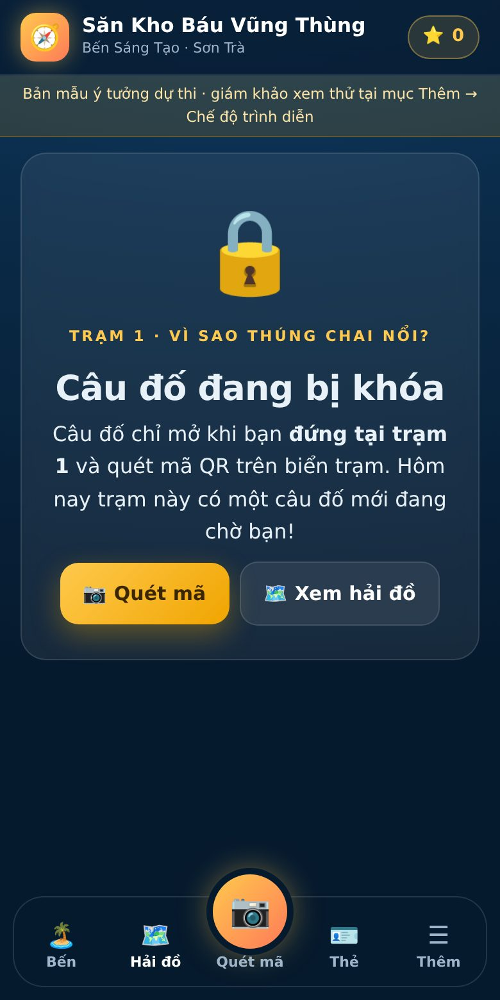 Săn Kho Báu Vũng Thùng
Bến Sáng Tạo · Sơn Trà
⭐ 0
Bản mẫu ý tưởng dự thi · giám khảo xem thử tại mục Thêm →
Chế độ trình diễn
TRẠM 1 · VÌ SAO THÚNG CHAI NỔI?
Câu đố đang bị khóa
Câu đố chỉ mở khi bạn đứng tại trạm
1 và quét mã QR trên biển trạm. Hôm
nay trạm này có một câu đố mới đang
chờ bạn!
📷 Quét mã
🗺️ Xem hải đồ
Bến
Hải đồ
Quét mã
Thẻ
Thêm